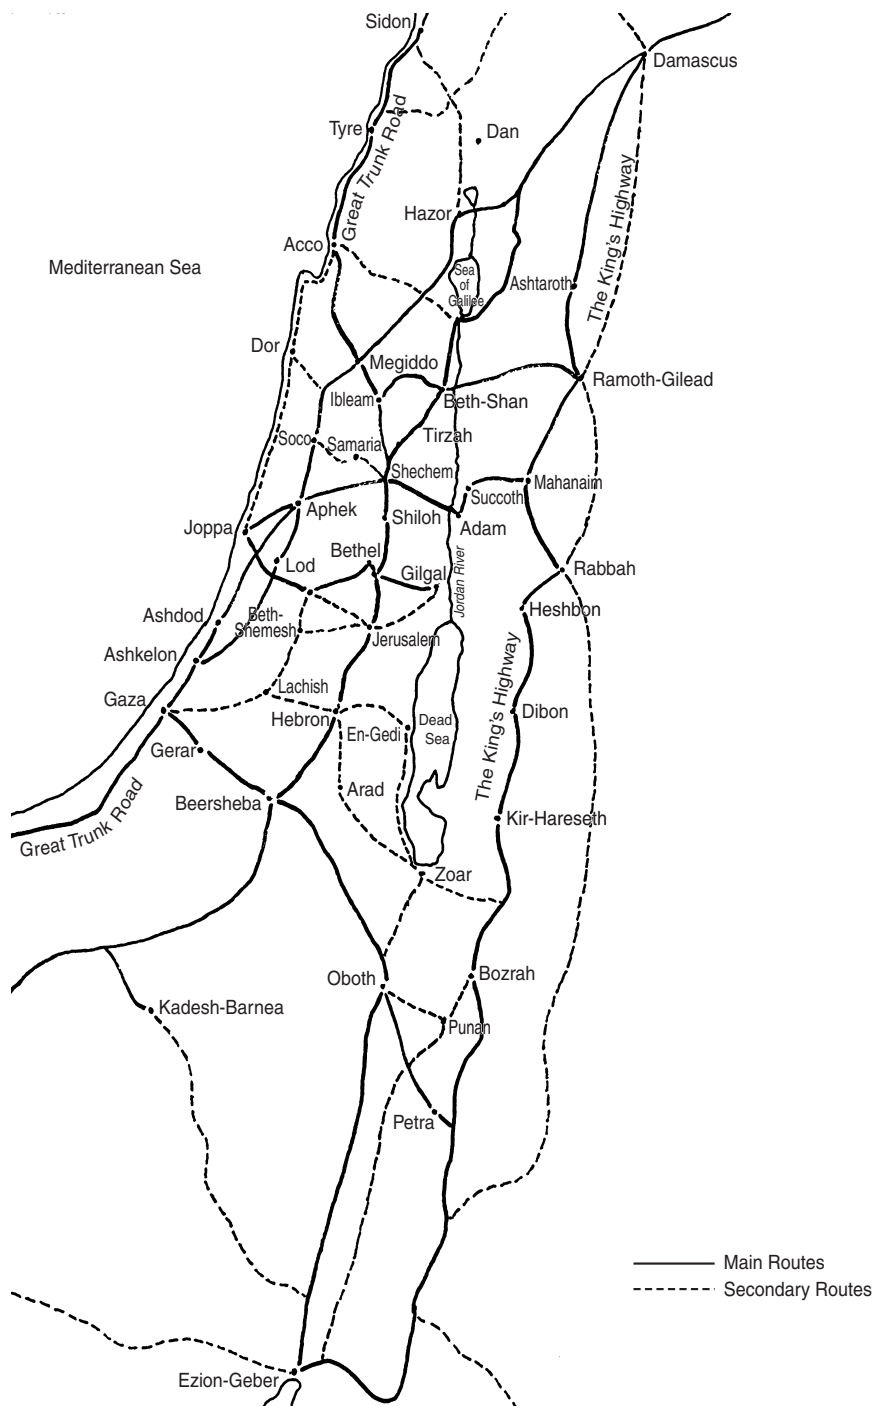 Sidon
Damascus
Great Trunk Road
Tyre
Dan
The King's Highway
Hazor
Acco
Mediterranean Sea
Sea
of
Galilee
Ashtaroth
Dor
Megiddo
Ramoth-Gilead
Ibleam
Beth-Shan
Tirzah
Soco
Samaria
Shechem
Mahanaim
Succoth
Aphek
Shiloh
Adam
Joppa
Bethel
Lod
Gilgal
Jordan River
Rabbah
Heshbon
Ashdod
Beth-
Shemesh
Jerusalem
Ashkelon
The King's Highway
Lachish
Gaza
Hebron
En-Gedi
Dead
Sea
Dibon
Gerar
Arad
Beersheba
Kir-Hareseth
Great Trunk Road
Zoar
Oboth
Bozrah
Kadesh-Barnea
Punan
Petra
Main Routes
Secondary Routes
Ezion-Geber